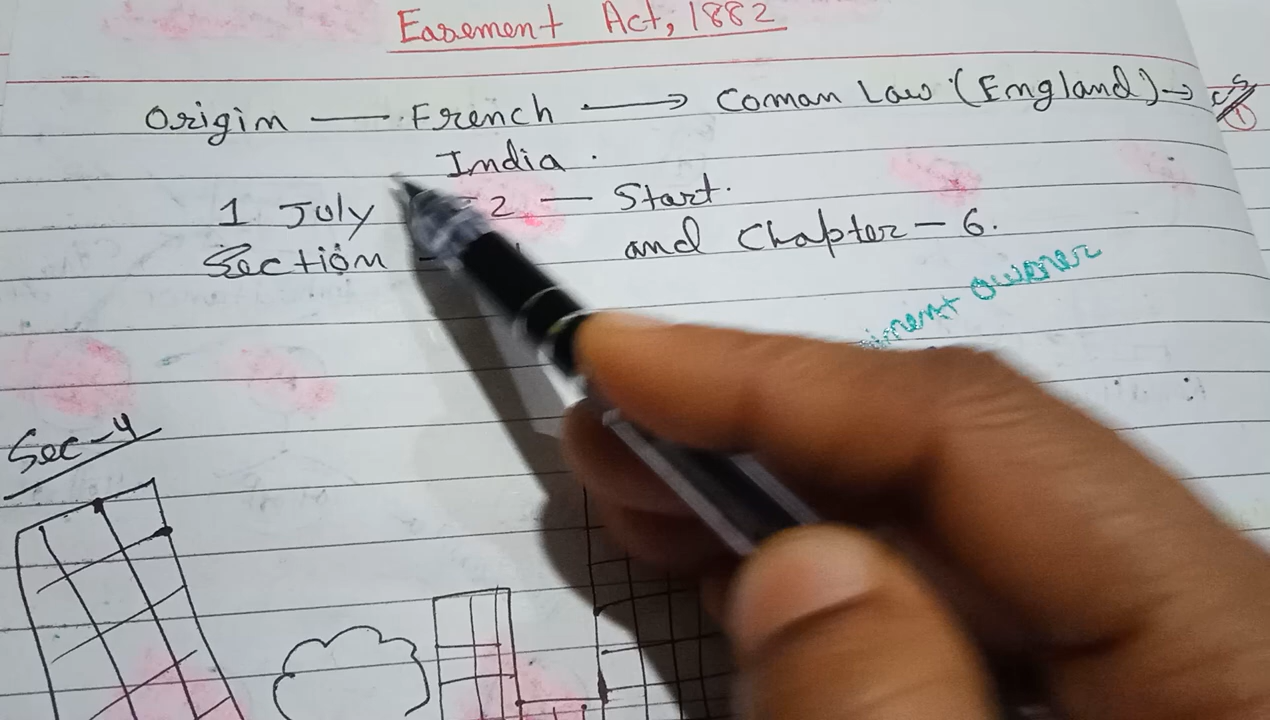 Easement Act, 1882
Origin — French → Coman Law (England) →
India.
1 July 2 — Start.
Section and Chapter – 6.
owner
Sec-4